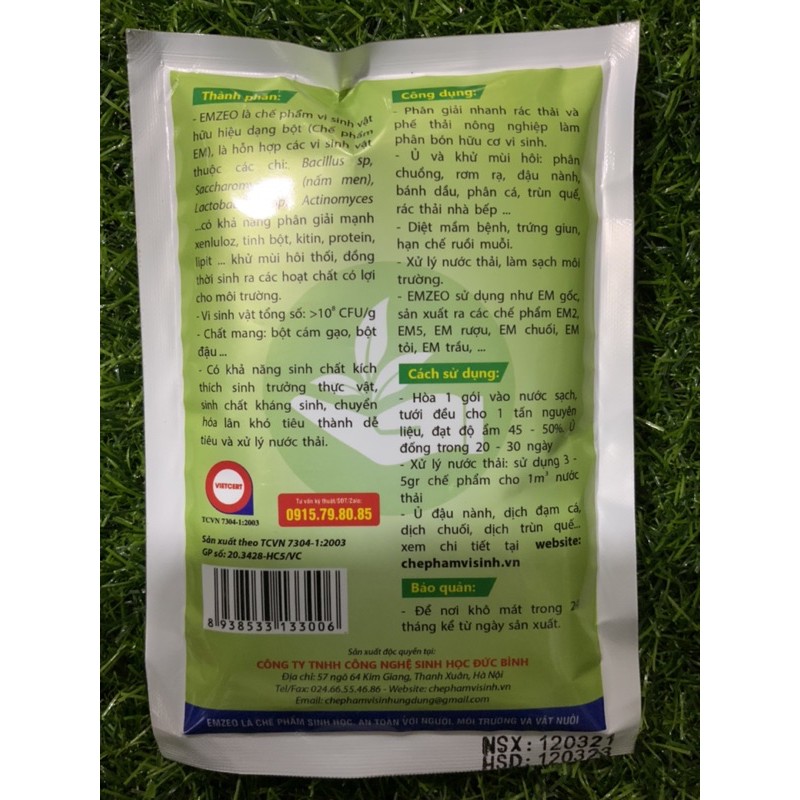 Thành phần:
- EMZEO là chế phẩm vi sinh vật
hữu hiệu dạng bột (Chế phẩm
EM), là hỗn hợp các vi sinh vật
thuộc các chi: Bacillus sp,
(nấm men),
Actinomyces
...có khả năng phân giải mạnh
xenluloz, tinh bột, kitin, protein,
lipit ... khử mùi hôi thối, đồng
thời sinh ra các hoạt chất có lợi
cho môi trường.
- Vi sinh vật tổng số: >10⁸ CFU/g
- Chất mang: bột cám gạo, bột
đậu ...
- Có khả năng sinh chất kích
thích sinh trưởng thực vật,
sinh chất kháng sinh, chuyển
hóa lân khó tiêu thành dễ
tiêu và xử lý nước thải.
VIETCERT
TCVN 7304-1:2003
Tư vấn kỹ thuật/SĐT/Zalo:
0915.79.80.85
Sản xuất theo TCVN 7304-1:2003
GP số: 20.3428-HC5/VC
8 938533 133006
Công dụng:
- Phân giải nhanh rác thải và
phế thải nông nghiệp làm
phân bón hữu cơ vi sinh.
- Ủ và khử mùi hôi: phân
chuồng, rơm rạ, đậu nành,
bánh dầu, phân cá, trùn quế,
rác thải nhà bếp ...
- Diệt mầm bệnh, trứng giun,
hạn chế ruồi muỗi.
- Xử lý nước thải, làm sạch môi
trường.
- EMZEO sử dụng như EM gốc,
sản xuất ra các chế phẩm EM2,
EM5, EM rượu, EM chuối, EM
tỏi, EM trầu, ...
Cách sử dụng:
- Hòa 1 gói vào nước sạch,
tưới đều cho 1 tấn nguyên
liệu, đạt độ ẩm 45 - 50%. Ủ
đống trong 20 - 30 ngày
- Xử lý nước thải: sử dụng 3 -
5gr chế phẩm cho 1m³ nước
thải
- Ủ đậu nành, dịch đạm cá,
dịch chuối, dịch trùn quế...
xem chi tiết tại website:
chephamvisinh.vn
Bảo quản:
- Để nơi khô mát trong
tháng kể từ ngày sản xuất.
Sản xuất độc quyền tại:
CÔNG TY TNHH CÔNG NGHỆ SINH HỌC ĐỨC BÌNH
Địa chỉ: 57 ngõ 64 Kim Giang, Thanh Xuân, Hà Nội
Tel/Fax: 024.66.55.46.86 - Website: chephamvisinh.vn
Email: chephamvisinhungdung@gmail.com
EMZEO LÀ CHẾ PHẨM SINH HỌC, AN TOÀN VỚI NGƯỜI, MÔI TRƯỜNG VÀ VẬT NUÔI
NSX: 120321
HSD: 120323